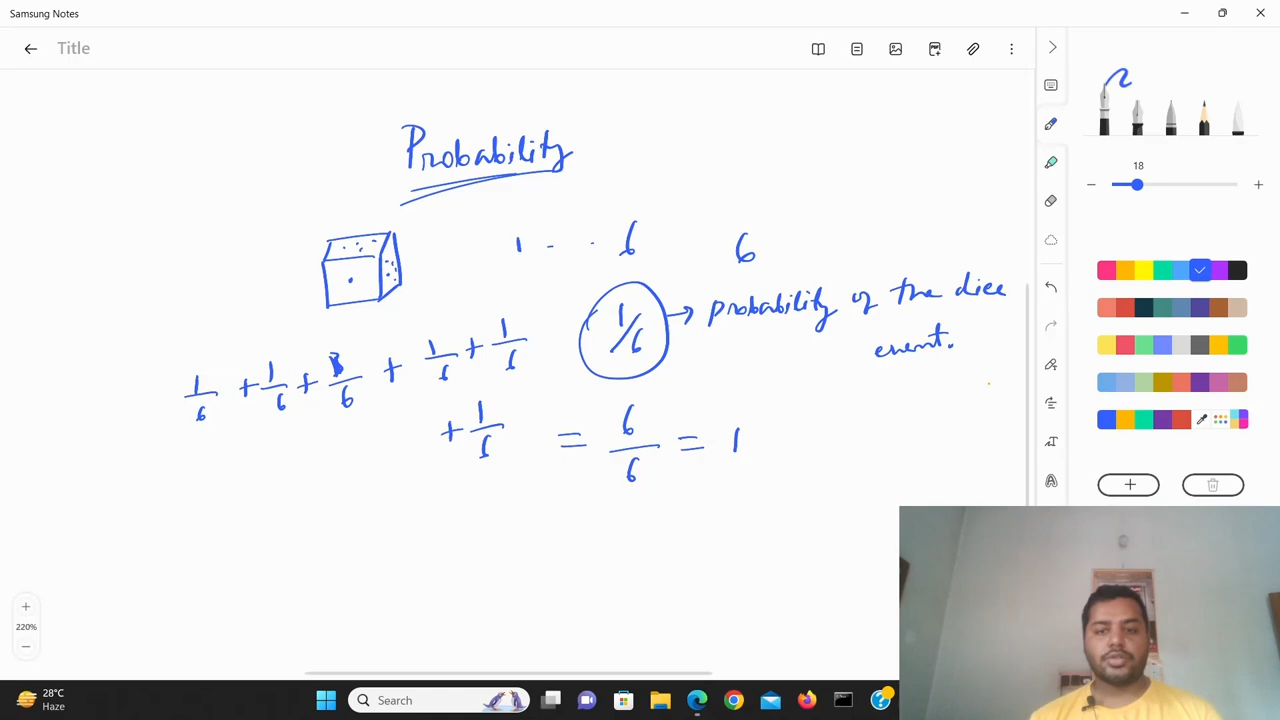 Samsung Notes
Title
Probability
1 - - . 6 6
1/6 → probability of the dice
event.
1/6 + 1/6 + 1/6 + 1/6 + 1/6
+ 1/6 = 6/6 = 1
18
220%
28°C
Haze
Search